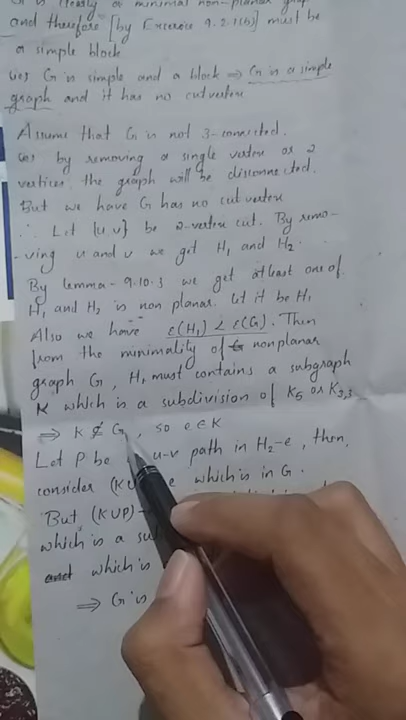 G is clearly a minimal non-planar
and therefore [by Exercise 9.2.1(b)] must be
a simple block
G is simple and a block ⇒ G is a simple
graph and it has no cutvertex
Assume that G is not 3-connected.
by removing a single vertex or 2
vertices the graph will be disconnected.
But we have G has no cut vertex
∴ Let {u,v} be 2-vertex cut. By remo-
-ving u and v we get H1 and H2.
By lemma-9.10.3 we get atleast one of
H1 and H2 is non planar. Let it be H1
Also we have ε(H1) < ε(G). Then
from the minimality of nonplanar
graph G, H1 must contains a subgraph
K which is a subdivision of K5 or K3,3
⇒ K ⊄ G, so e ∈ K
Let P be u-v path in H2-e, then,
consider (KUP) e which is in G.
But (KUP)-
which is a
which is
⇒ G is